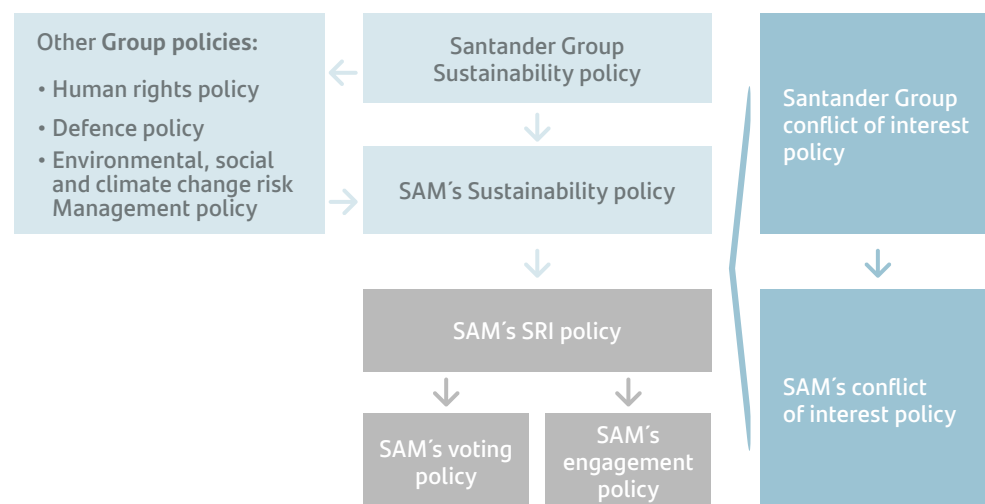 Other Group policies:
• Human rights policy
• Defence policy
• Environmental, social
and climate change risk
Management policy
Santander Group
Sustainability policy
SAM´s Sustainability policy
SAM´s SRI policy
SAM´s voting
policy
SAM´s
engagement
policy
Santander Group
conflict of interest
policy
SAM´s conflict
of interest policy